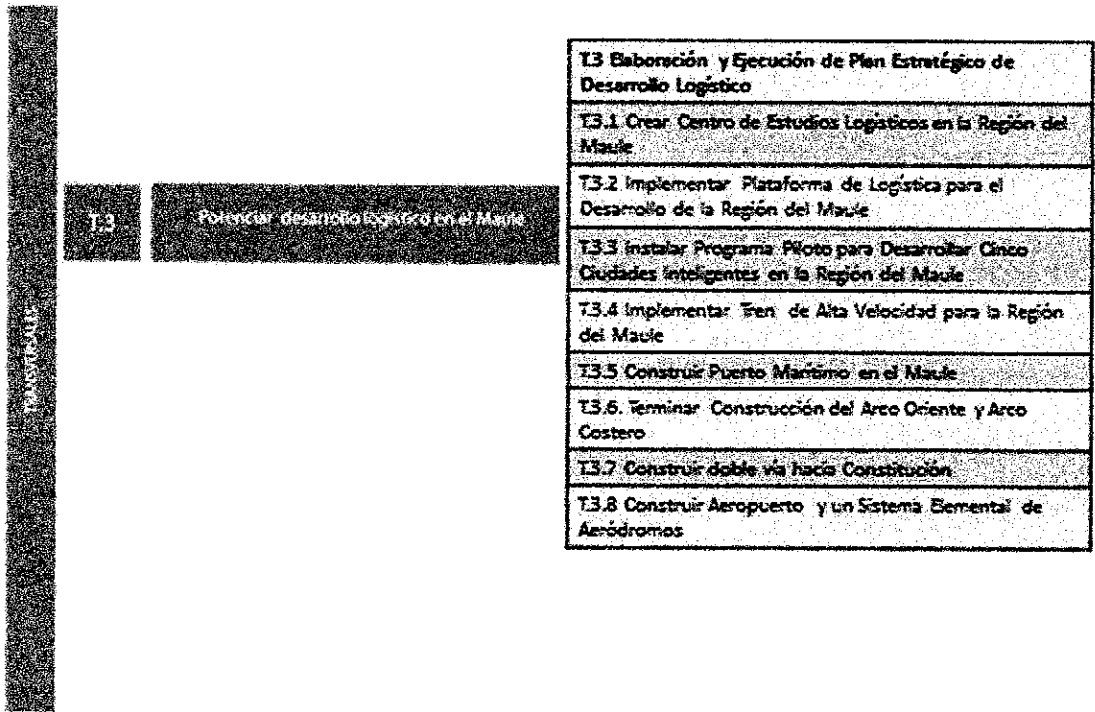 TRANSVERSALES
T.3
Potenciar desarrollo logístico en el Maule
T.3 Elaboración y Ejecución de Plan Estratégico de
Desarrollo Logístico
T.3.1 Crear Centro de Estudios Logísticos en la Región del
Maule
T.3.2 Implementar Plataforma de Logística para el
Desarrollo de la Región del Maule
T.3.3 Instalar Programa Piloto para Desarrollar Cinco
Ciudades Inteligentes en la Región del Maule
T.3.4 Implementar Tren de Alta Velocidad para la Región
del Maule
T.3.5 Construir Puerto Marítimo en el Maule
T.3.6. Terminar Construcción del Arco Oriente y Arco
Costero
T.3.7 Construir doble vía hacia Constitución
T.3.8 Construir Aeropuerto y un Sistema Elemental de
Aeródromos